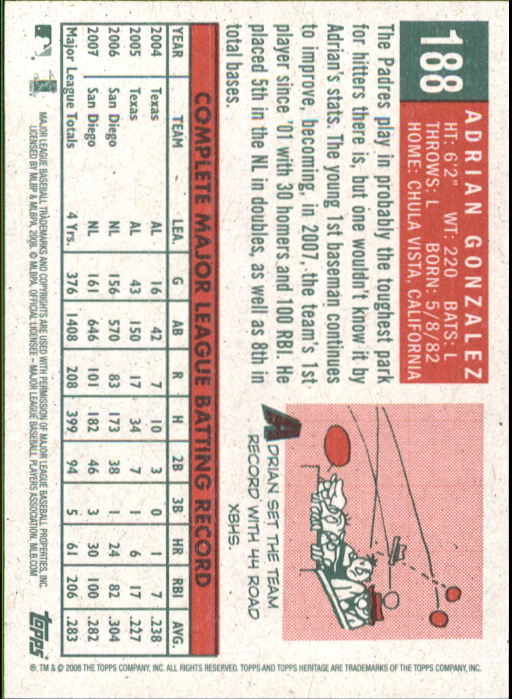 188
ADRIAN GONZALEZ
HT: 6'2" WT: 220 BATS: L
THROWS: L BORN: 5/8/82
HOME: CHULA VISTA, CALIFORNIA
The Padres play in probably the toughest park
for hitters there is, but one wouldn't know it by
Adrian's stats. The young 1st baseman continues
to improve, becoming, in 2007, the team's 1st
player since '01 with 30 homers and 100 RBI. He
placed 5th in the NL in doubles, as well as 8th in
total bases.
ADRIAN SET THE TEAM
RECORD WITH 44 ROAD
XBHS.
COMPLETE MAJOR LEAGUE BATTING RECORD
YEAR TEAM LEA. G AB R H 2B 3B HR RBI AVG.
2004 Texas AL 16 42 7 10 3 0 1 7 .238
2005 Texas AL 43 150 17 34 7 1 6 17 .227
2006 San Diego NL 156 570 83 173 38 1 24 82 .304
2007 San Diego NL 161 646 101 182 46 3 30 100 .282
Major League Totals 4 Yrs. 376 1408 208 399 94 5 61 206 .283
MAJOR LEAGUE BASEBALL TRADEMARKS AND COPYRIGHTS ARE USED WITH PERMISSION OF MAJOR LEAGUE BASEBALL PROPERTIES, INC.
LICENSED BY MLBP & MLBPA, 2008. © MLBPA, OFFICIAL LICENSEE – MAJOR LEAGUE BASEBALL PLAYERS ASSOCIATION. MLB.COM
topps
®, TM & © 2008 THE TOPPS COMPANY, INC. ALL RIGHTS RESERVED. TOPPS AND TOPPS HERITAGE ARE TRADEMARKS OF THE TOPPS COMPANY, INC.